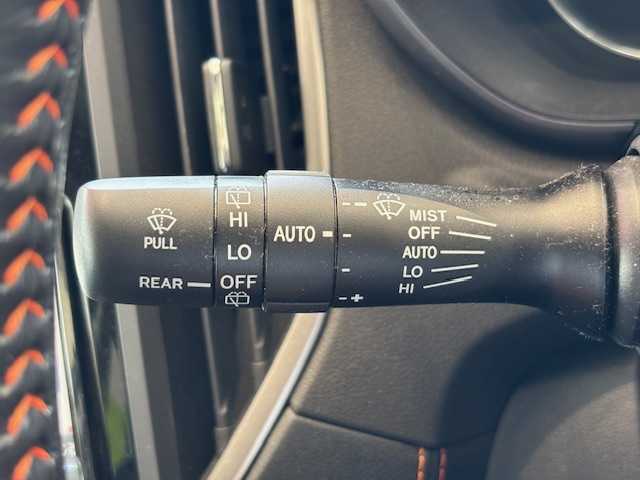 PULL
REAR
HI
LO
OFF
AUTO
- --
-
-
- +
MIST
OFF
AUTO
LO
HI